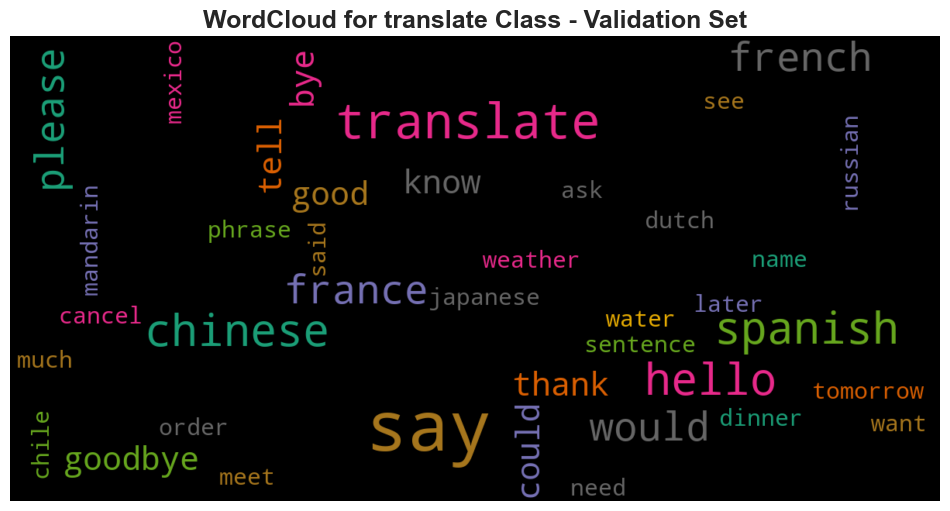 WordCloud for translate Class - Validation Set
please
mexico
bye
french
see
translate
tell
russian
know
good
ask
mandarin
dutch
phrase
said
weather
name
france
japanese
later
cancel
chinese
water
spanish
sentence
much
hello
thank
tomorrow
say
could
would
dinner
want
chile
order
goodbye
meet
need